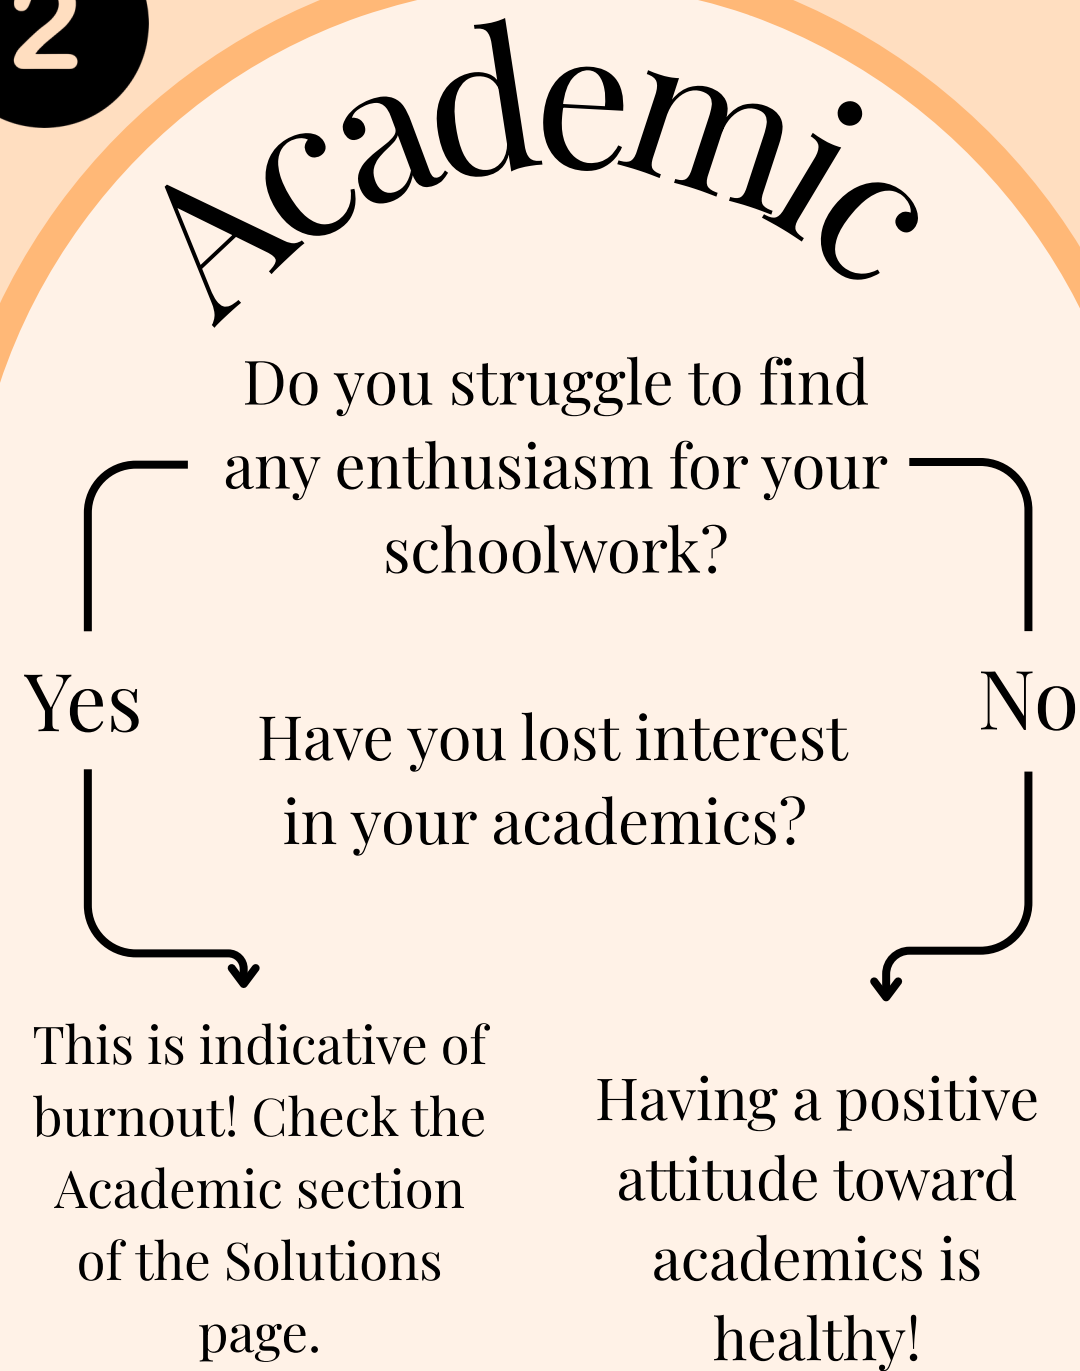 2
Academic
Do you struggle to find
any enthusiasm for your
schoolwork?
Yes
No
Have you lost interest
in your academics?
This is indicative of
burnout! Check the
Academic section
of the Solutions
page.
Having a positive
attitude toward
academics is
healthy!